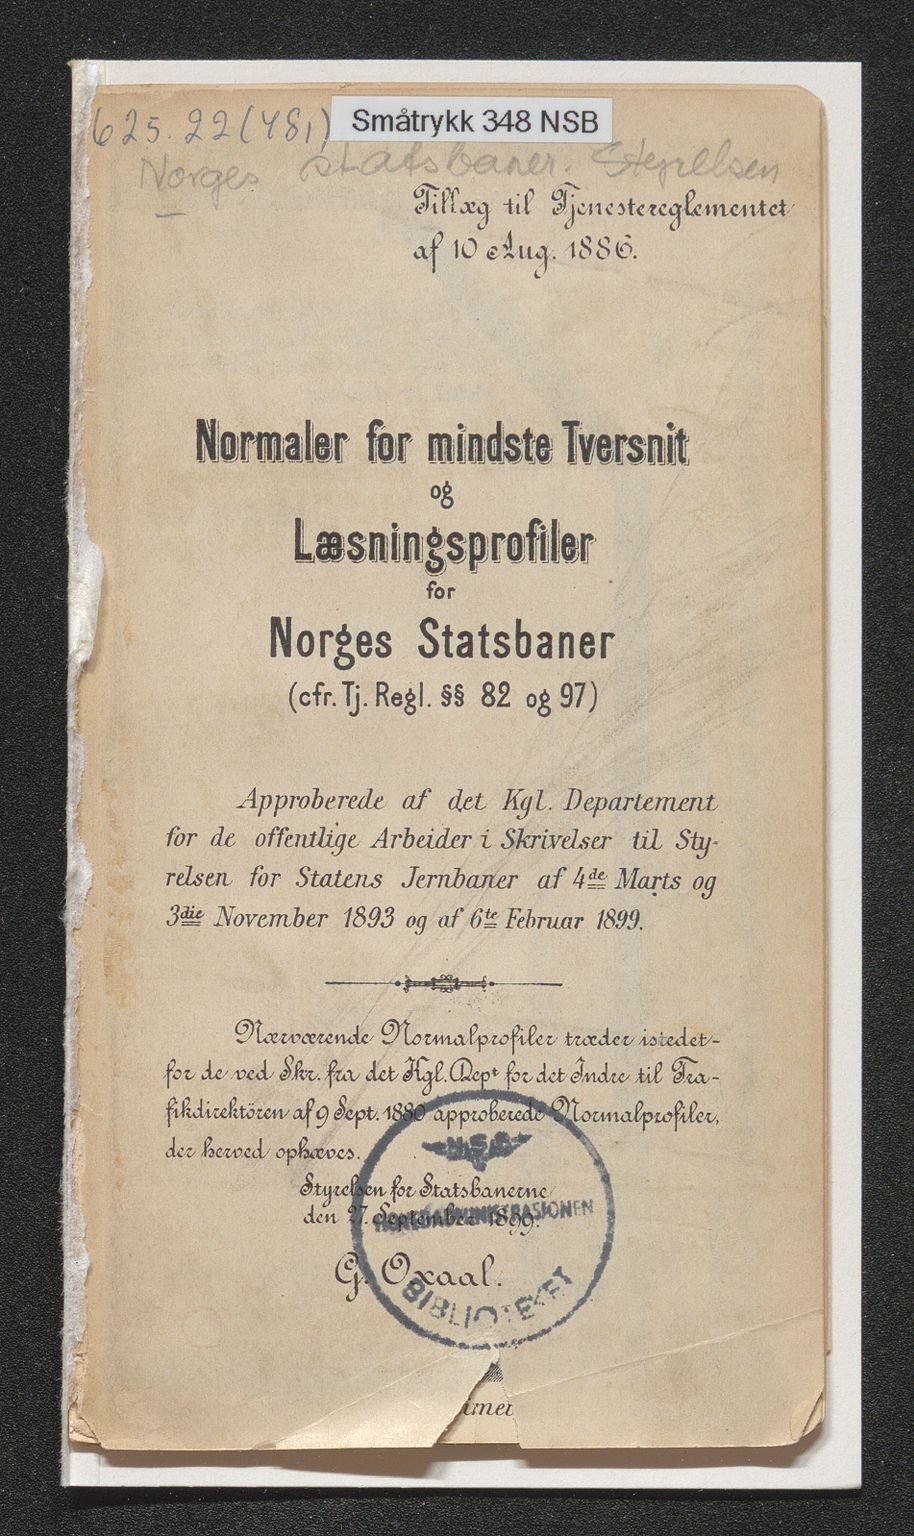 625.22(481)
Småtrykk 348 NSB
Norges statsbaner. Styrelsen
Tillæg til Tjenestereglementet
af 10 Aug. 1886.
Normaler for mindste Tversnit
og
Læsningsprofiler
for
Norges Statsbaner
(cfr. Tj. Regl. §§ 82 og 97)
Approberede af det Kgl. Departement
for de offentlige Arbeider i Skrivelser til Sty-
relsen for Statens Jernbaner af 4de Marts og
3die November 1893 og af 6te Februar 1899.
Nærværende Normalprofiler træder istedet-
for de ved Skr. fra det Kgl. Dept for det Indre til Tra-
fikdirektören af 9 Sept. 1880 approberede Normalprofiler,
der herved ophæves.
Styrelsen for Statsbanerne
den 27. September 1899.
G. Oxaal.
N.S.B.
HOVEDADMINISTRASJONEN
BIBLIOTEKET